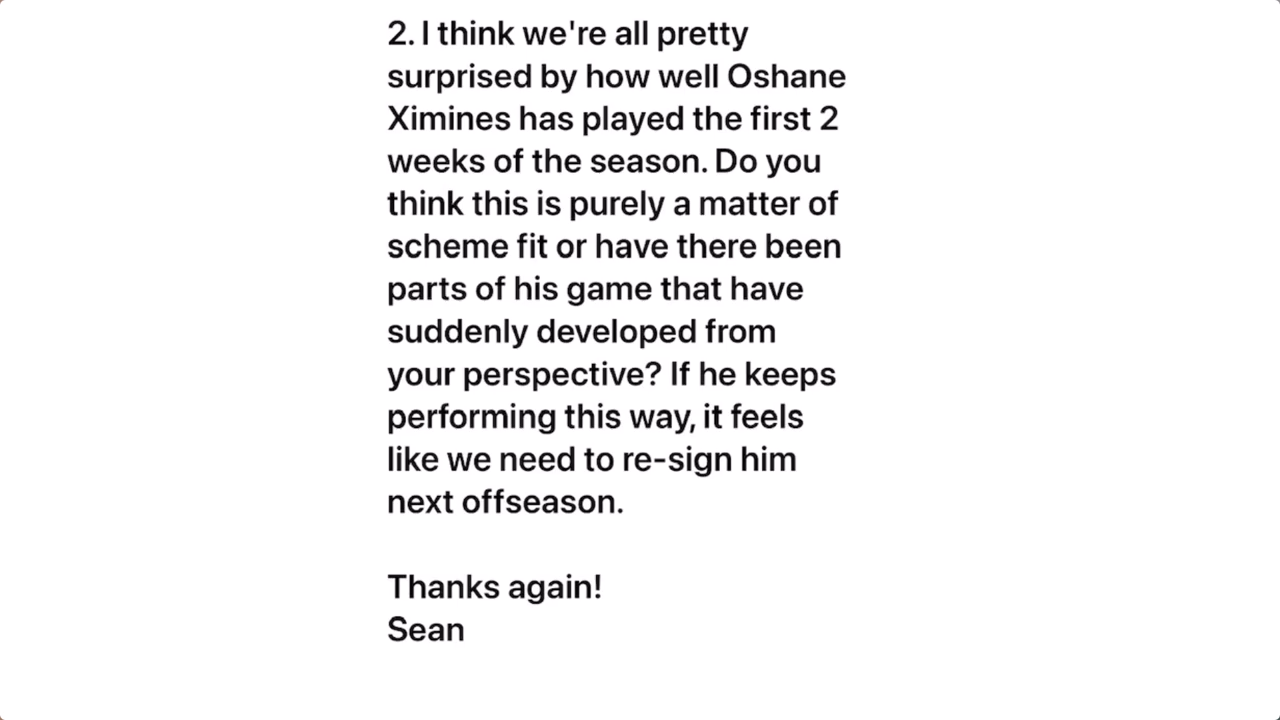 2. I think we're all pretty
surprised by how well Oshane
Ximines has played the first 2
weeks of the season. Do you
think this is purely a matter of
scheme fit or have there been
parts of his game that have
suddenly developed from
your perspective? If he keeps
performing this way, it feels
like we need to re-sign him
next offseason.
Thanks again!
Sean